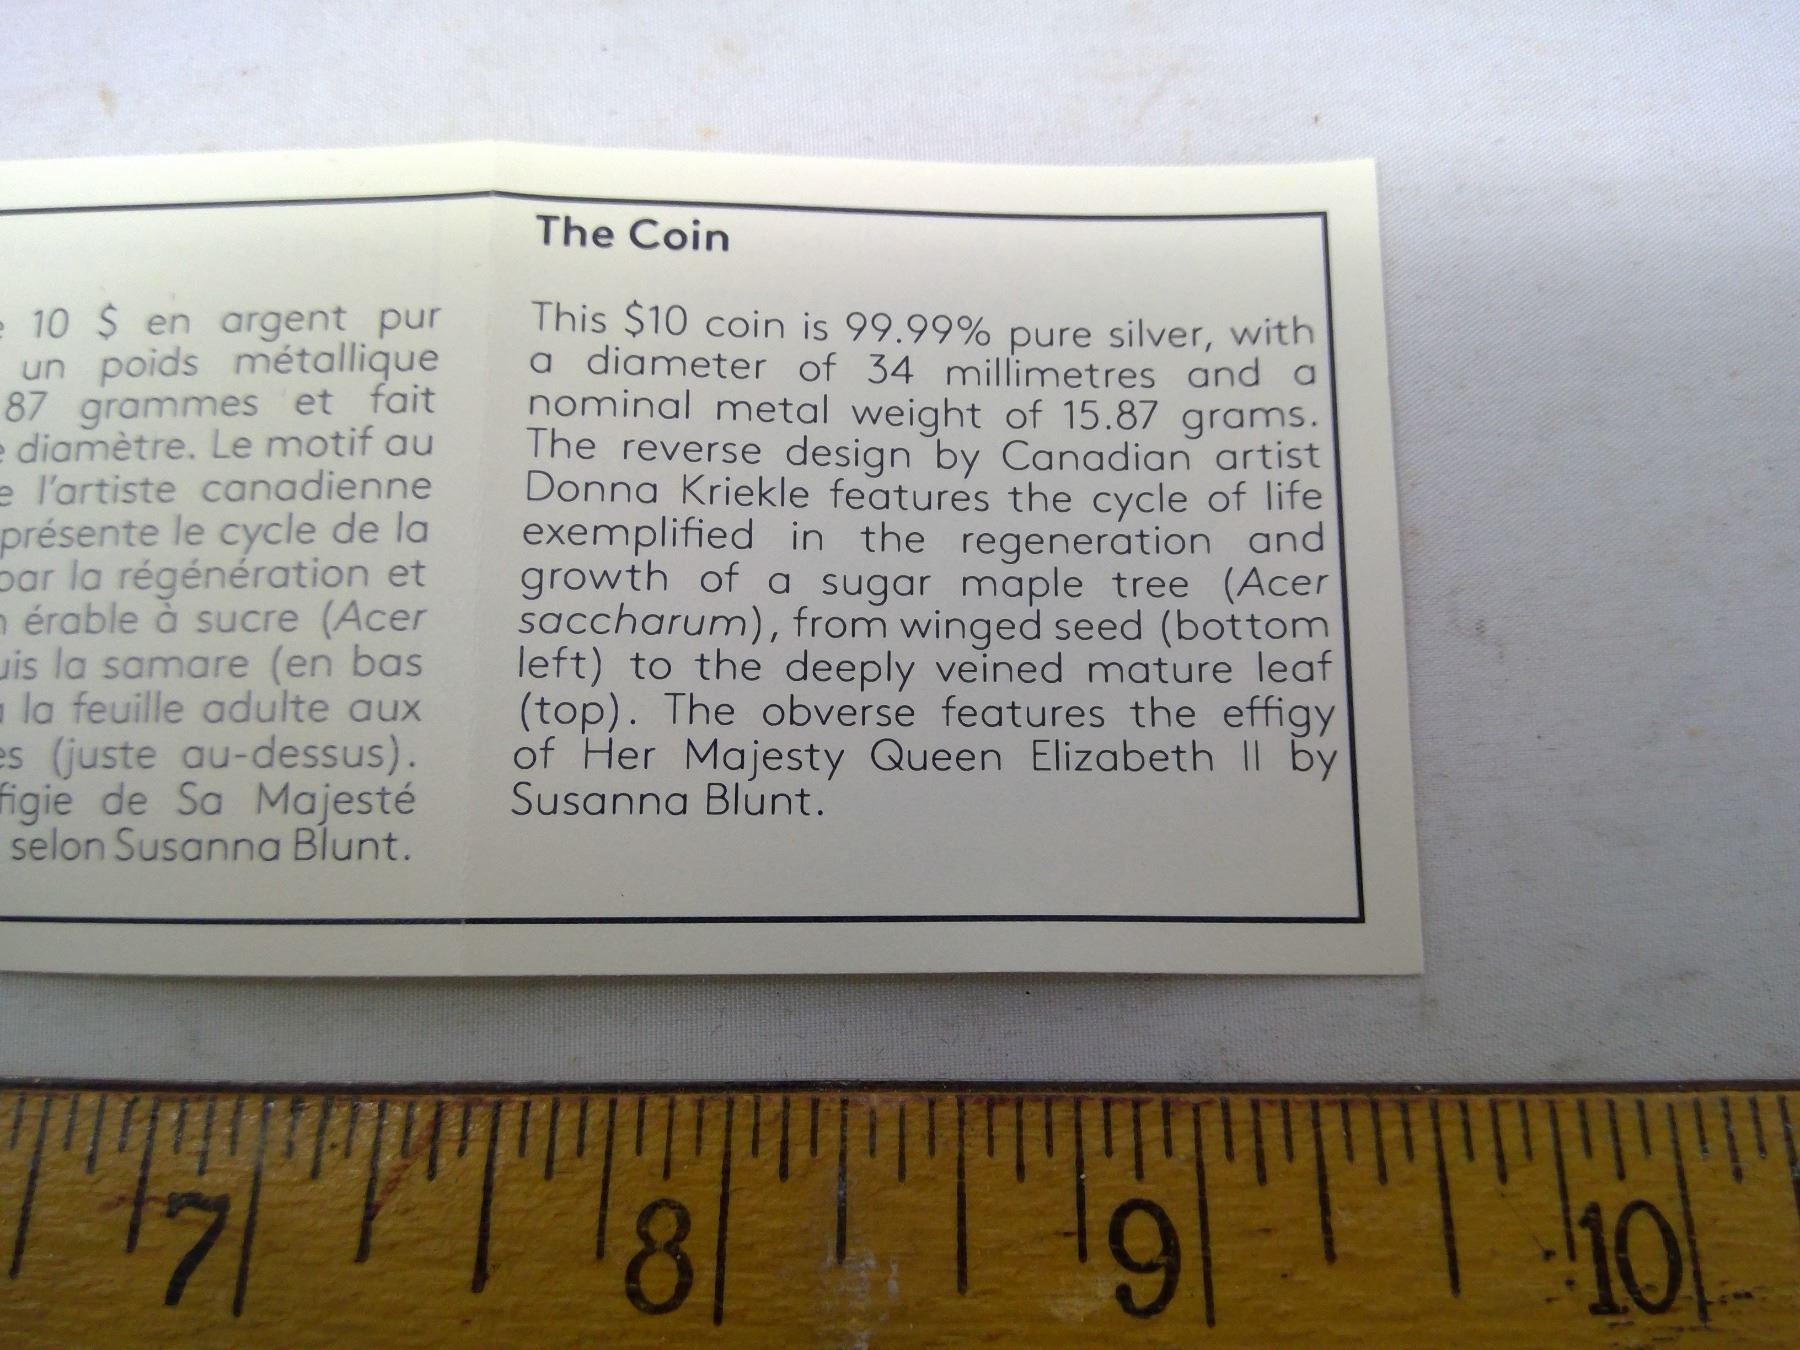 10 $ en argent pur
un poids métallique
87 grammes et fait
diamètre. Le motif au
l'artiste canadienne
présente le cycle de la
par la régénération et
érable à sucre (Acer
la samare (en bas
la feuille adulte aux
(juste au-dessus).
de Sa Majesté
selon Susanna Blunt.
The Coin
This $10 coin is 99.99% pure silver, with
a diameter of 34 millimetres and a
nominal metal weight of 15.87 grams.
The reverse design by Canadian artist
Donna Kriekle features the cycle of life
exemplified in the regeneration and
growth of a sugar maple tree (Acer
saccharum), from winged seed (bottom
left) to the deeply veined mature leaf
(top). The obverse features the effigy
of Her Majesty Queen Elizabeth II by
Susanna Blunt.
7 8 9 10